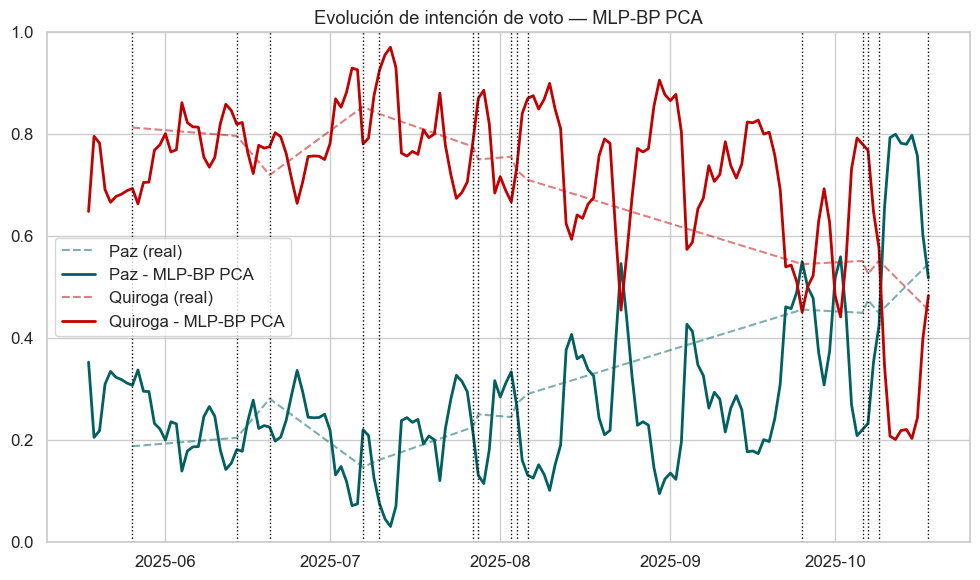 Evolución de intención de voto — MLP-BP PCA
1.0
0.8
0.6
0.4
0.2
0.0
Paz (real)
Paz - MLP-BP PCA
Quiroga (real)
Quiroga - MLP-BP PCA
2025-06
2025-07
2025-08
2025-09
2025-10